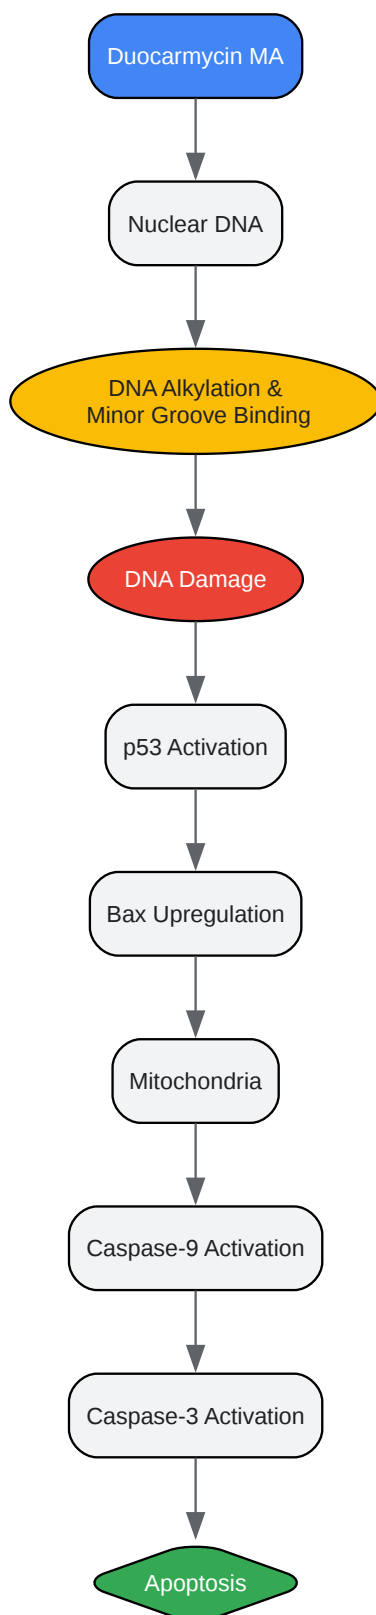 Duocarmycin MA
Nuclear DNA
DNA Alkylation &
Minor Groove Binding
DNA Damage
p53 Activation
Bax Upregulation
Mitochondria
Caspase-9 Activation
Caspase-3 Activation
Apoptosis